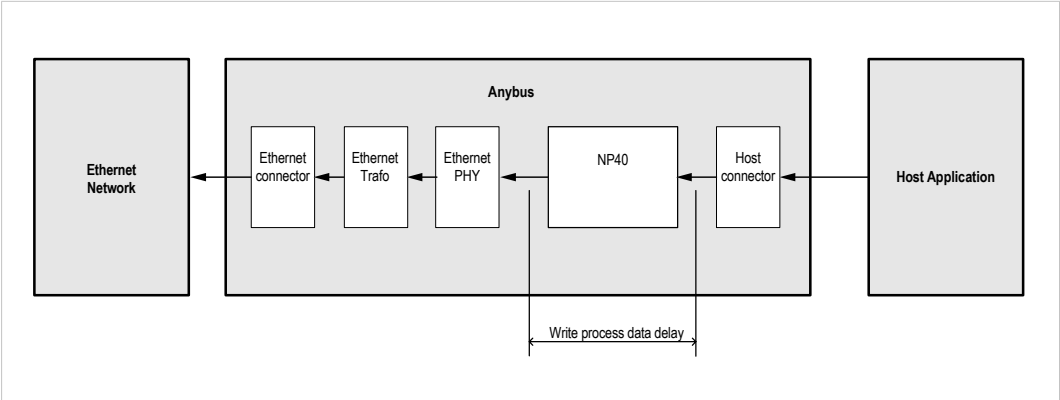 Anybus
Ethernet
Network
Ethernet
connector
Ethernet
Trafo
Ethernet
PHY
NP40
Host
connector
Host Application
Write process data delay